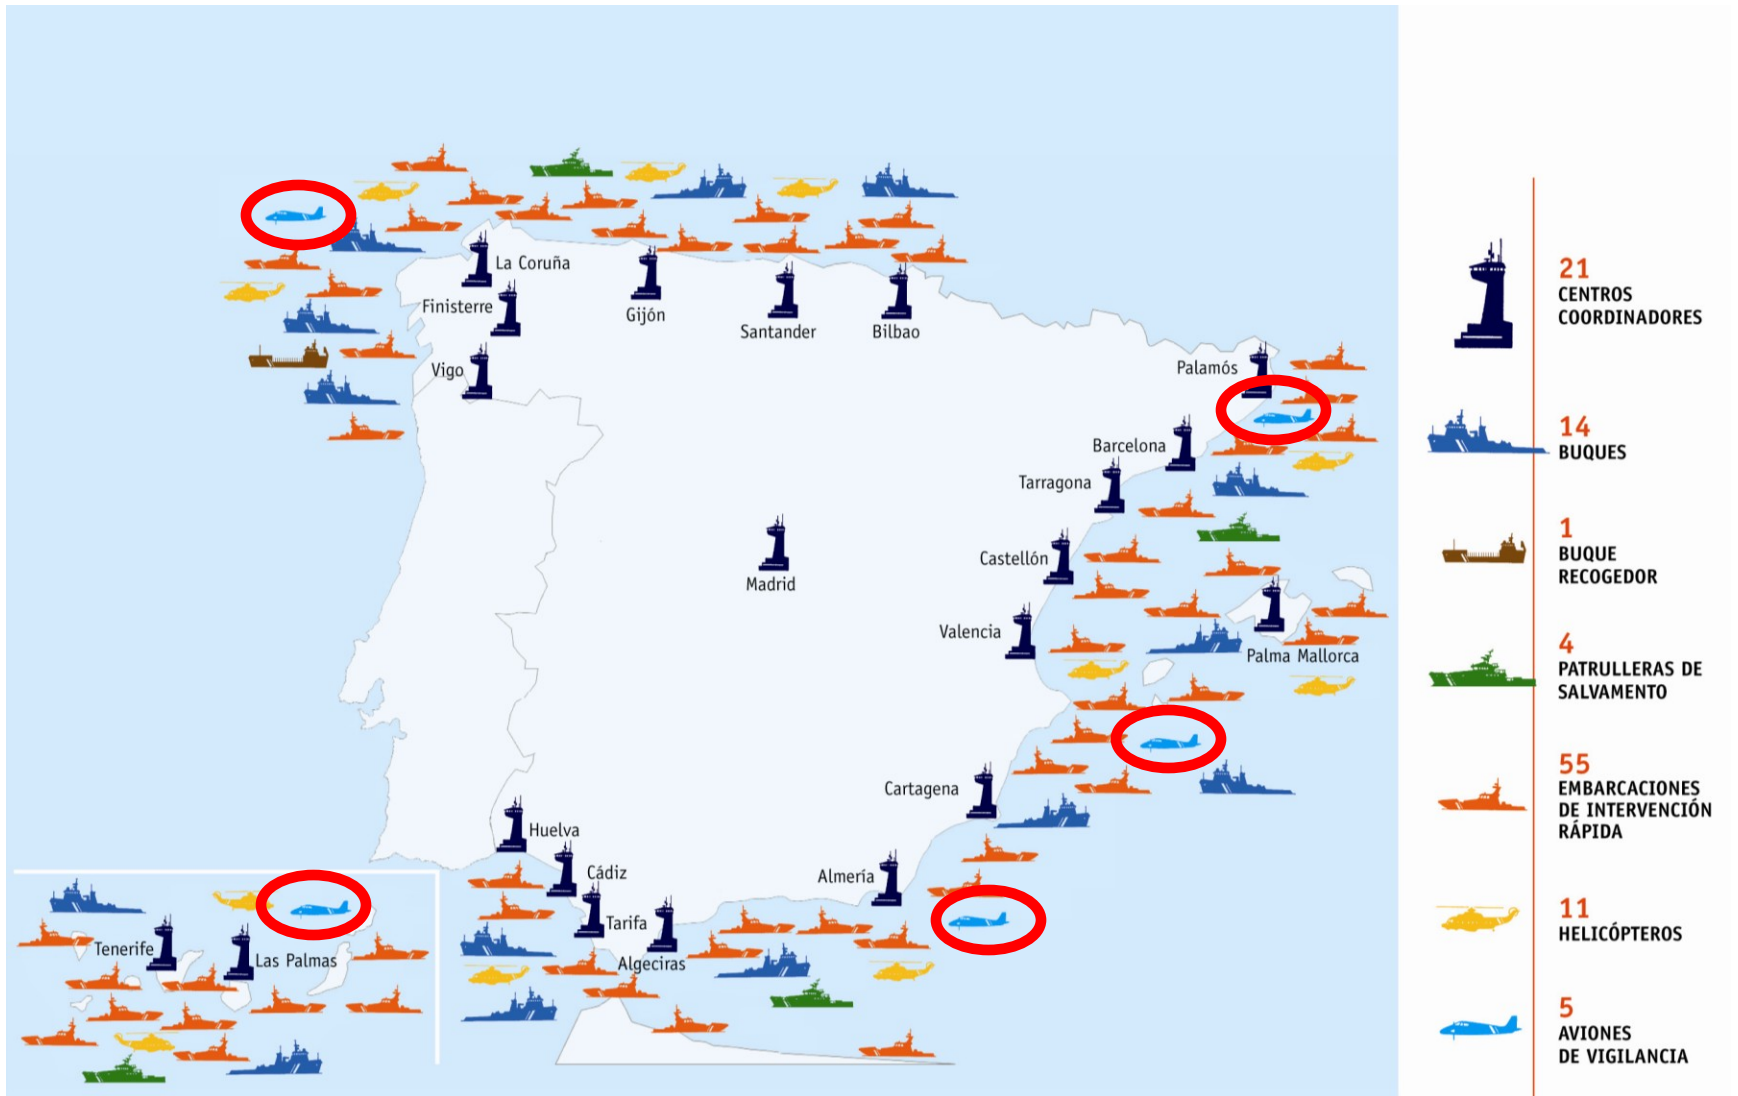 La Coruña
Finisterre
Vigo
Gijón
Santander
Bilbao
Palamós
Barcelona
Tarragona
Castellón
Madrid
Valencia
Palma Mallorca
Cartagena
Almería
Huelva
Cádiz
Tarifa
Algeciras
Tenerife
Las Palmas
21
CENTROS
COORDINADORES
14
BUQUES
1
BUQUE
RECOGEDOR
4
PATRULLERAS DE
SALVAMENTO
55
EMBARCACIONES
DE INTERVENCIÓN
RÁPIDA
11
HELICÓPTEROS
5
AVIONES
DE VIGILANCIA